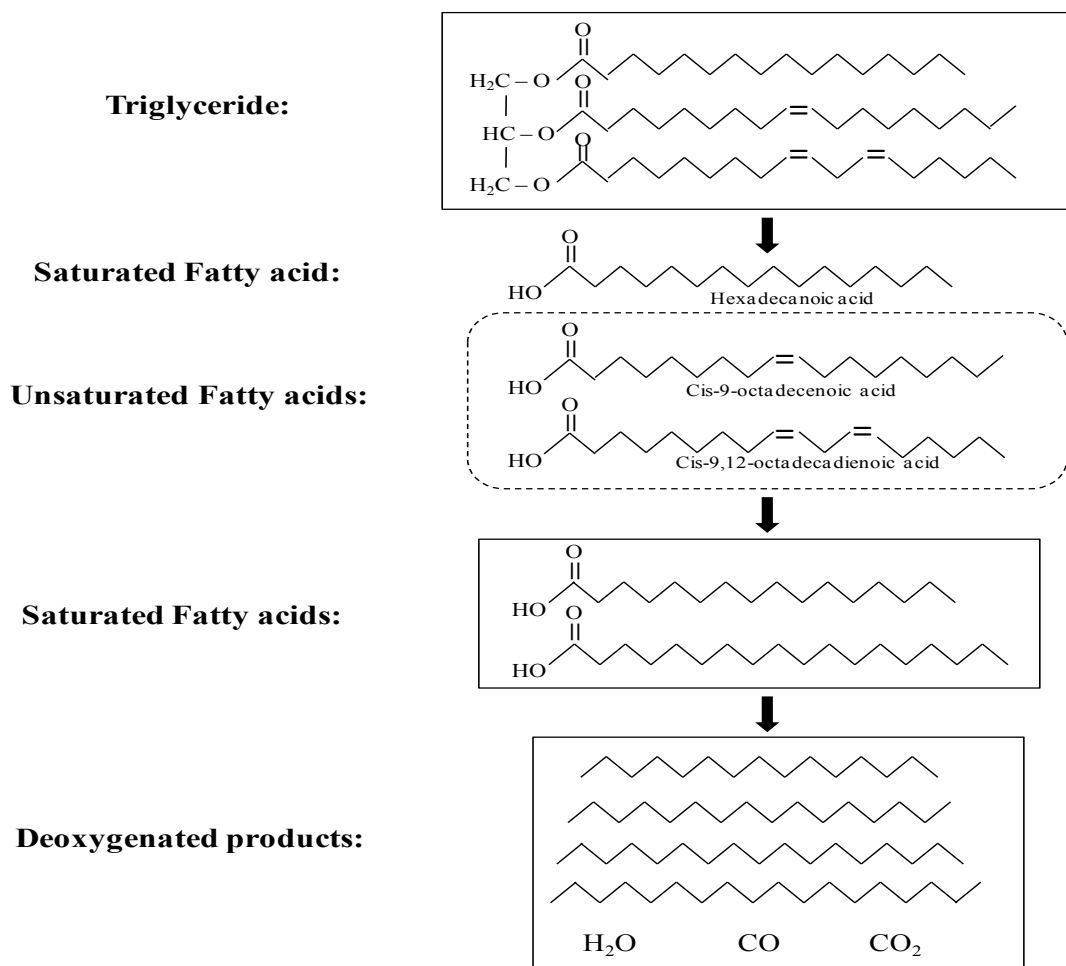 O
H₂C – O
O
Triglyceride:
HC – O
O
H₂C – O
O
Saturated Fatty acid:
HO
Hexadecanoic acid
O
HO
Cis-9-octadecenoic acid
Unsaturated Fatty acids:
O
HO
Cis-9,12-octadecadienoic acid
O
HO
Saturated Fatty acids:
O
HO
Deoxygenated products:
H₂O CO CO₂